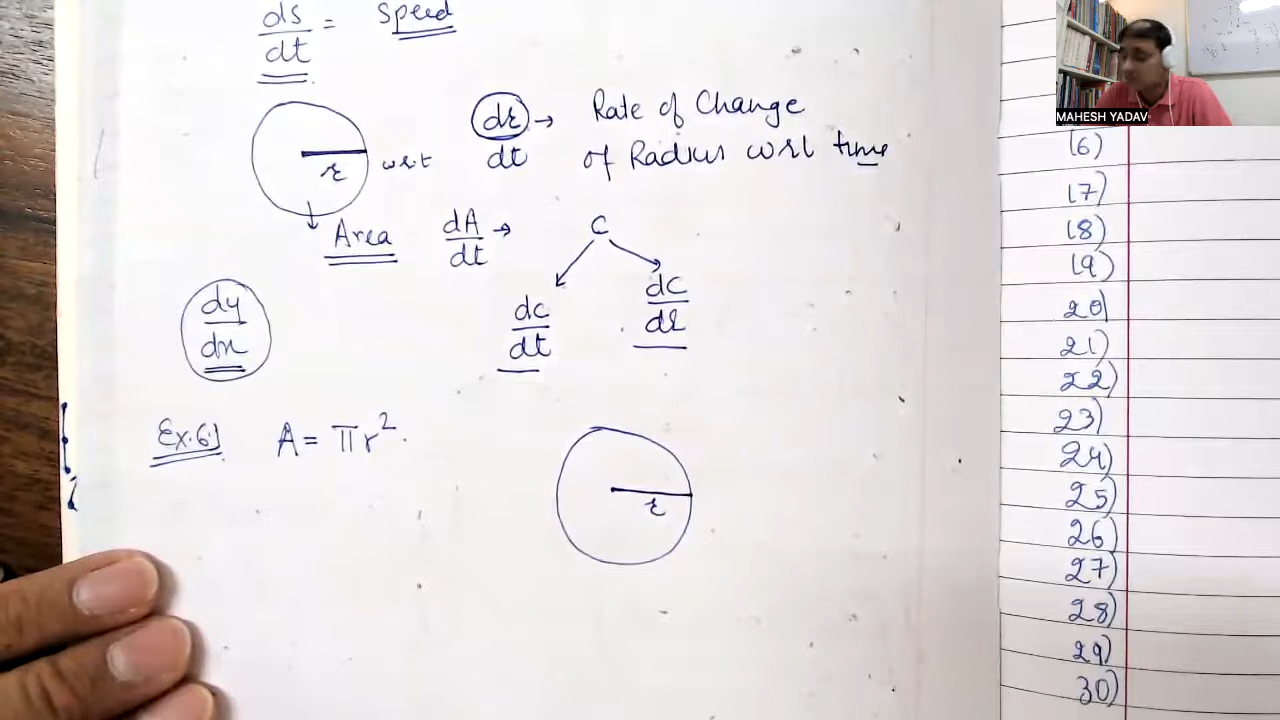 ds
dt
= Speed
r w.r.t
dr
dt
→ Rate of Change
of Radius wrt time
Area
dA
dt
→
C
dc
dt
dC
dr
dy
dx
Ex.6.1 A = πr².
r
MAHESH YADAV
16)
17)
18)
19)
20)
21)
22)
23)
24)
25)
26)
27)
28)
29)
30)